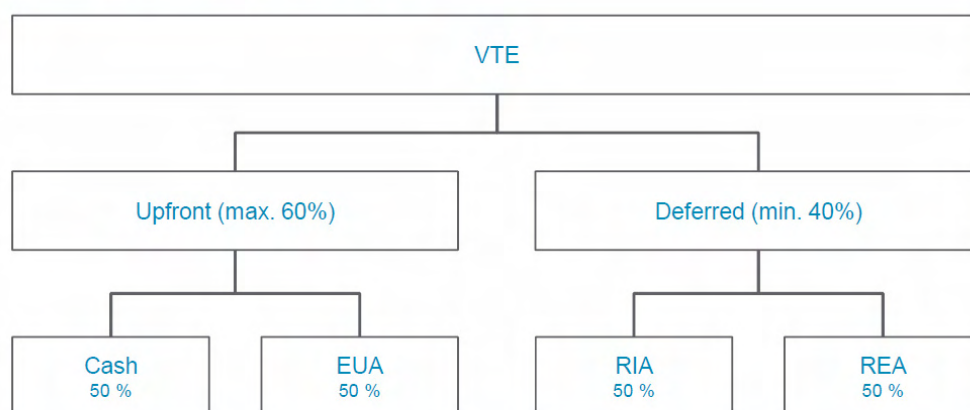 VTE
Upfront (max. 60%)
Deferred (min. 40%)
Cash
50 %
EUA
50 %
RIA
50 %
REA
50 %